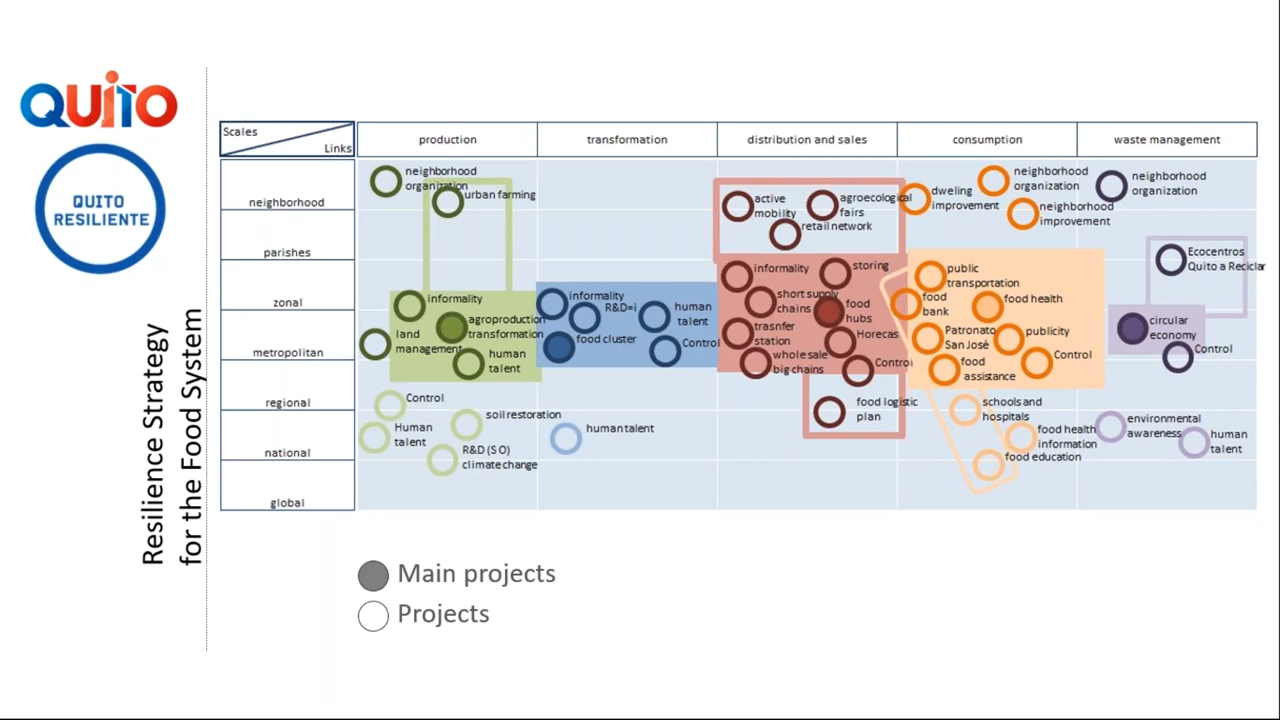 QUITO
QUITO
RESILIENTE
Resilience Strategy
for the Food System
Scales
Links
production
transformation
distribution and sales
consumption
waste management
neighborhood
parishes
zonal
metropolitan
regional
national
global
neighborhood
organization
urban farming
informality
agroproduction
transformation
land
management
human
talent
Control
Human
talent
soil restoration
R&D (S O)
climate change
informality
R&D=i
human
talent
food cluster
Control
human talent
active
mobility
agroecological
fairs
retail network
informality
storing
short supply
chains
food
hubs
trasnfer
station
Horecas
whole sale
big chains
Control
food logistic
plan
dweling
improvement
neighborhood
organization
neighborhood
improvement
public
transportation
food
bank
food health
Patronato
San José
publicity
food
assistance
Control
schools and
hospitals
food health
information
food education
neighborhood
organization
Ecocentros
Quito a Reciclar
circular
economy
Control
environmental
awareness
human
talent
Main projects
Projects